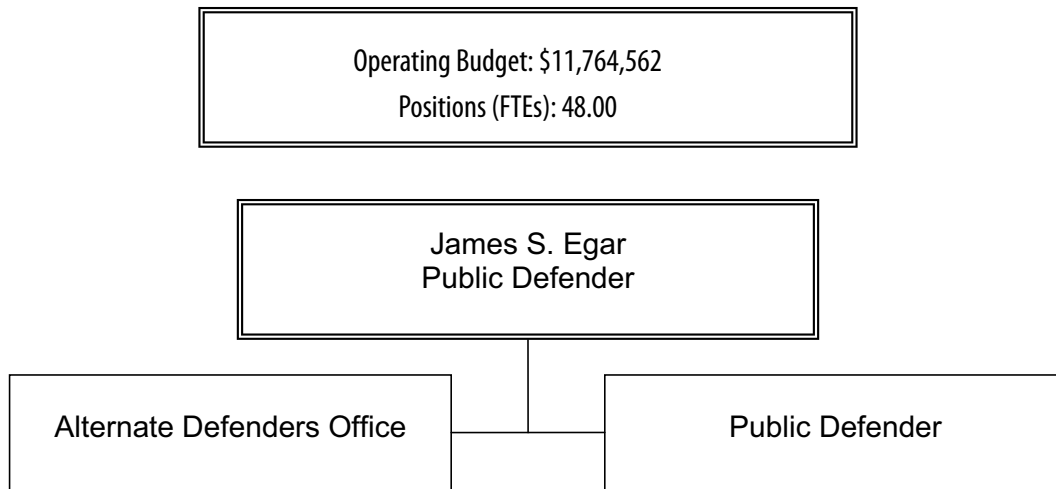 Operating Budget: $11,764,562
Positions (FTEs): 48.00
James S. Egar
Public Defender
Alternate Defenders Office
Public Defender